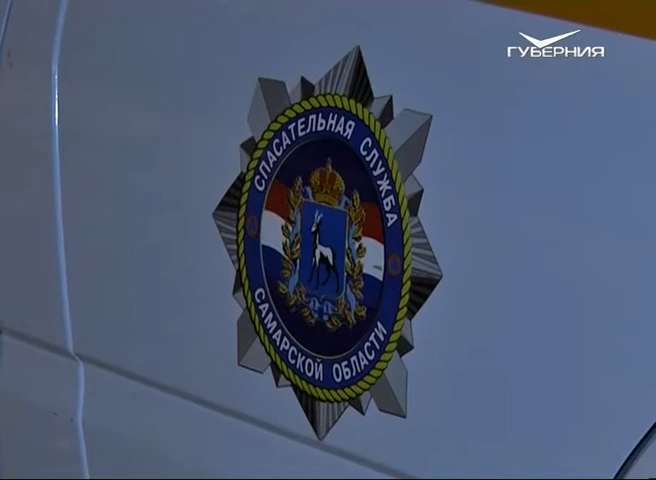 ГУБЕРНИЯ
СПАСАТЕЛЬНАЯ СЛУЖБА
САМАРСКОЙ ОБЛАСТИ